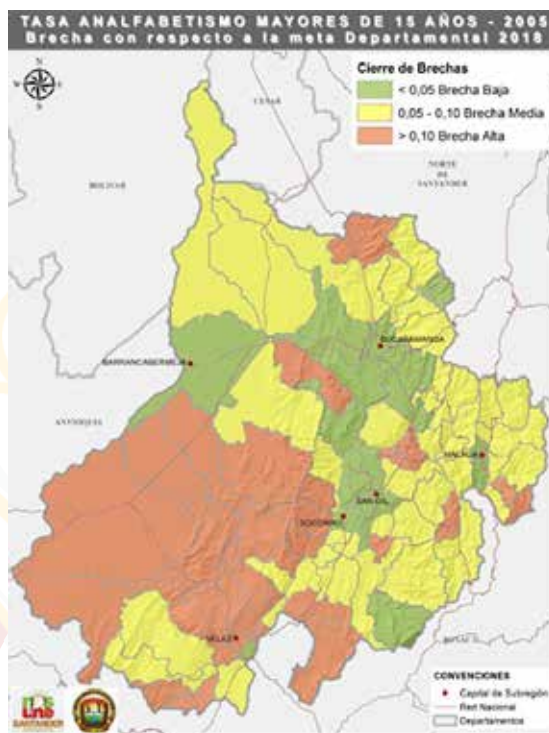 TASA ANALFABETISMO MAYORES DE 15 AÑOS - 2005
Brecha con respecto a la meta Departamental 2018
N
W
E
S
Cierre de Brechas
< 0,05 Brecha Baja
0,05 - 0,10 Brecha Media
> 0,10 Brecha Alta
CESAR
NORTE
DE
SANTANDER
BOLIVAR
BUCARAMANGA
BARRANCABERMEJA
ANTIOQUIA
MALAGA
SAN GIL
SOCORRO
VELEZ
BOYACA
CONVENCIONES
Capital de Subregión
Red Nacional
Departamentos
SANTANDER